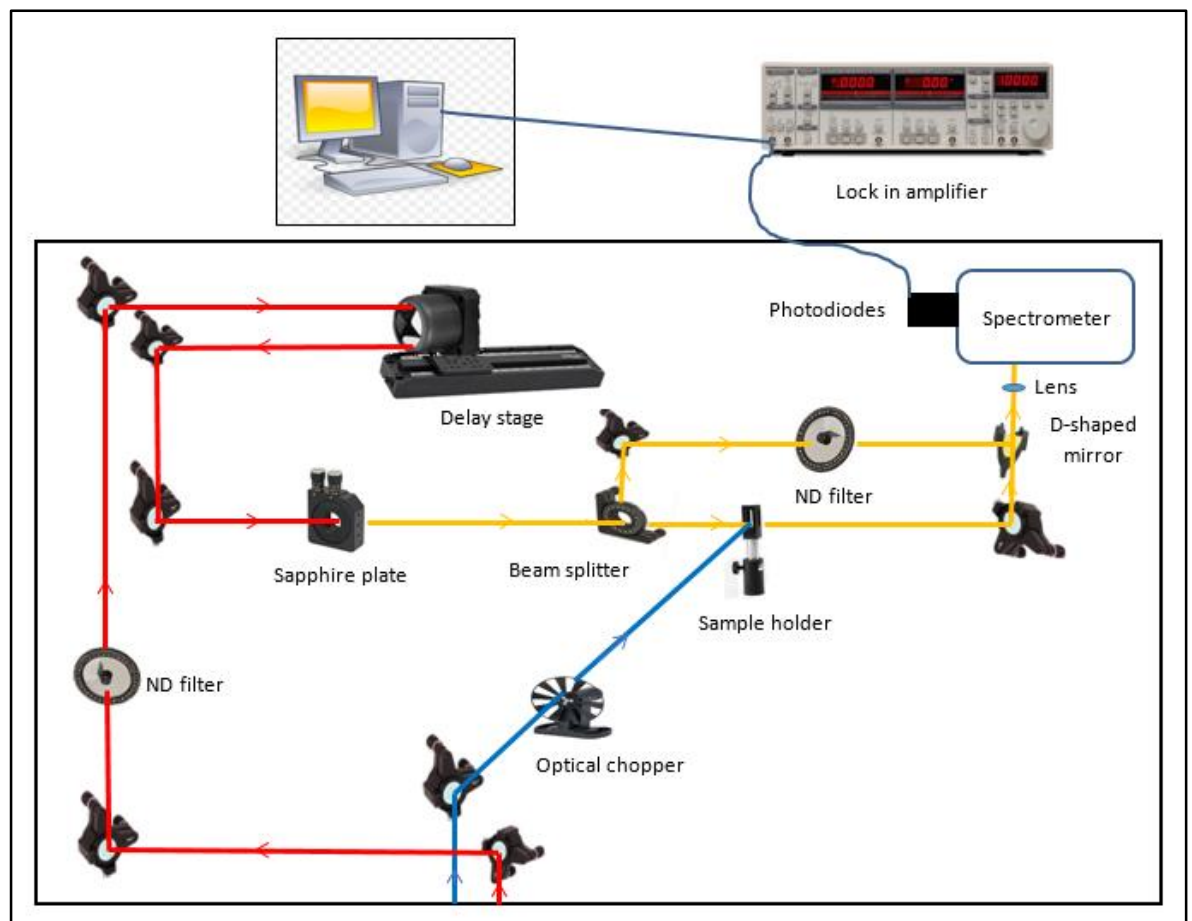 Lock in amplifier
Photodiodes
Spectrometer
Lens
Delay stage
D-shaped
mirror
ND filter
Sapphire plate
Beam splitter
Sample holder
ND filter
Optical chopper